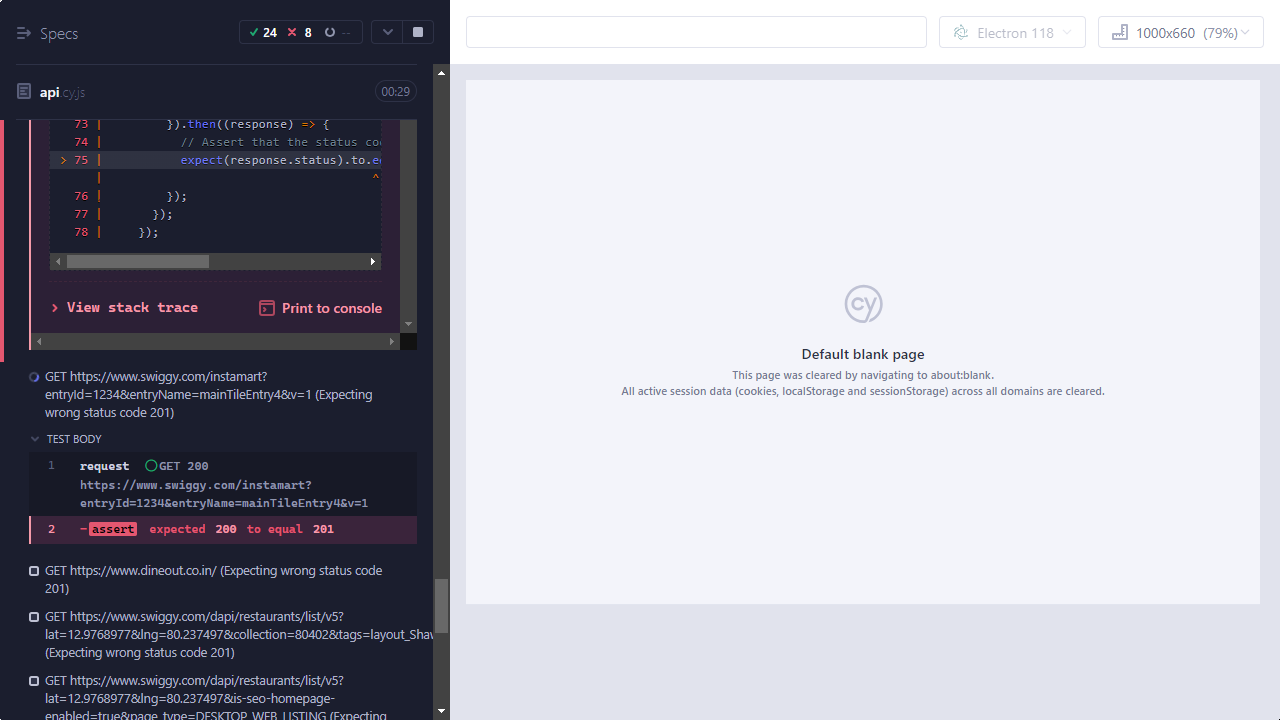 Specs
24 8 --
Electron 118
1000x660 (79%)
api.cy.js
00:29
73 | }).then((response) => {
74 | // Assert that the status co
> 75 | expect(response.status).to.e
| ^
76 | });
77 | });
78 | });
View stack trace
Print to console
GET https://www.swiggy.com/instamart?
entryId=1234&entryName=mainTileEntry4&v=1 (Expecting
wrong status code 201)
TEST BODY
1 request GET 200
https://www.swiggy.com/instamart?
entryId=1234&entryName=mainTileEntry4&v=1
2 -assert expected 200 to equal 201
GET https://www.dineout.co.in/ (Expecting wrong status code
201)
GET https://www.swiggy.com/dapi/restaurants/list/v5?
lat=12.9768977&lng=80.237497&collection=80402&tags=layout_Shaw
(Expecting wrong status code 201)
GET https://www.swiggy.com/dapi/restaurants/list/v5?
lat=12.9768977&lng=80.237497&is-seo-homepage-
enabled=true&page_type=DESKTOP_WEB_LISTING (Expecting
cy
Default blank page
This page was cleared by navigating to about:blank.
All active session data (cookies, localStorage and sessionStorage) across all domains are cleared.